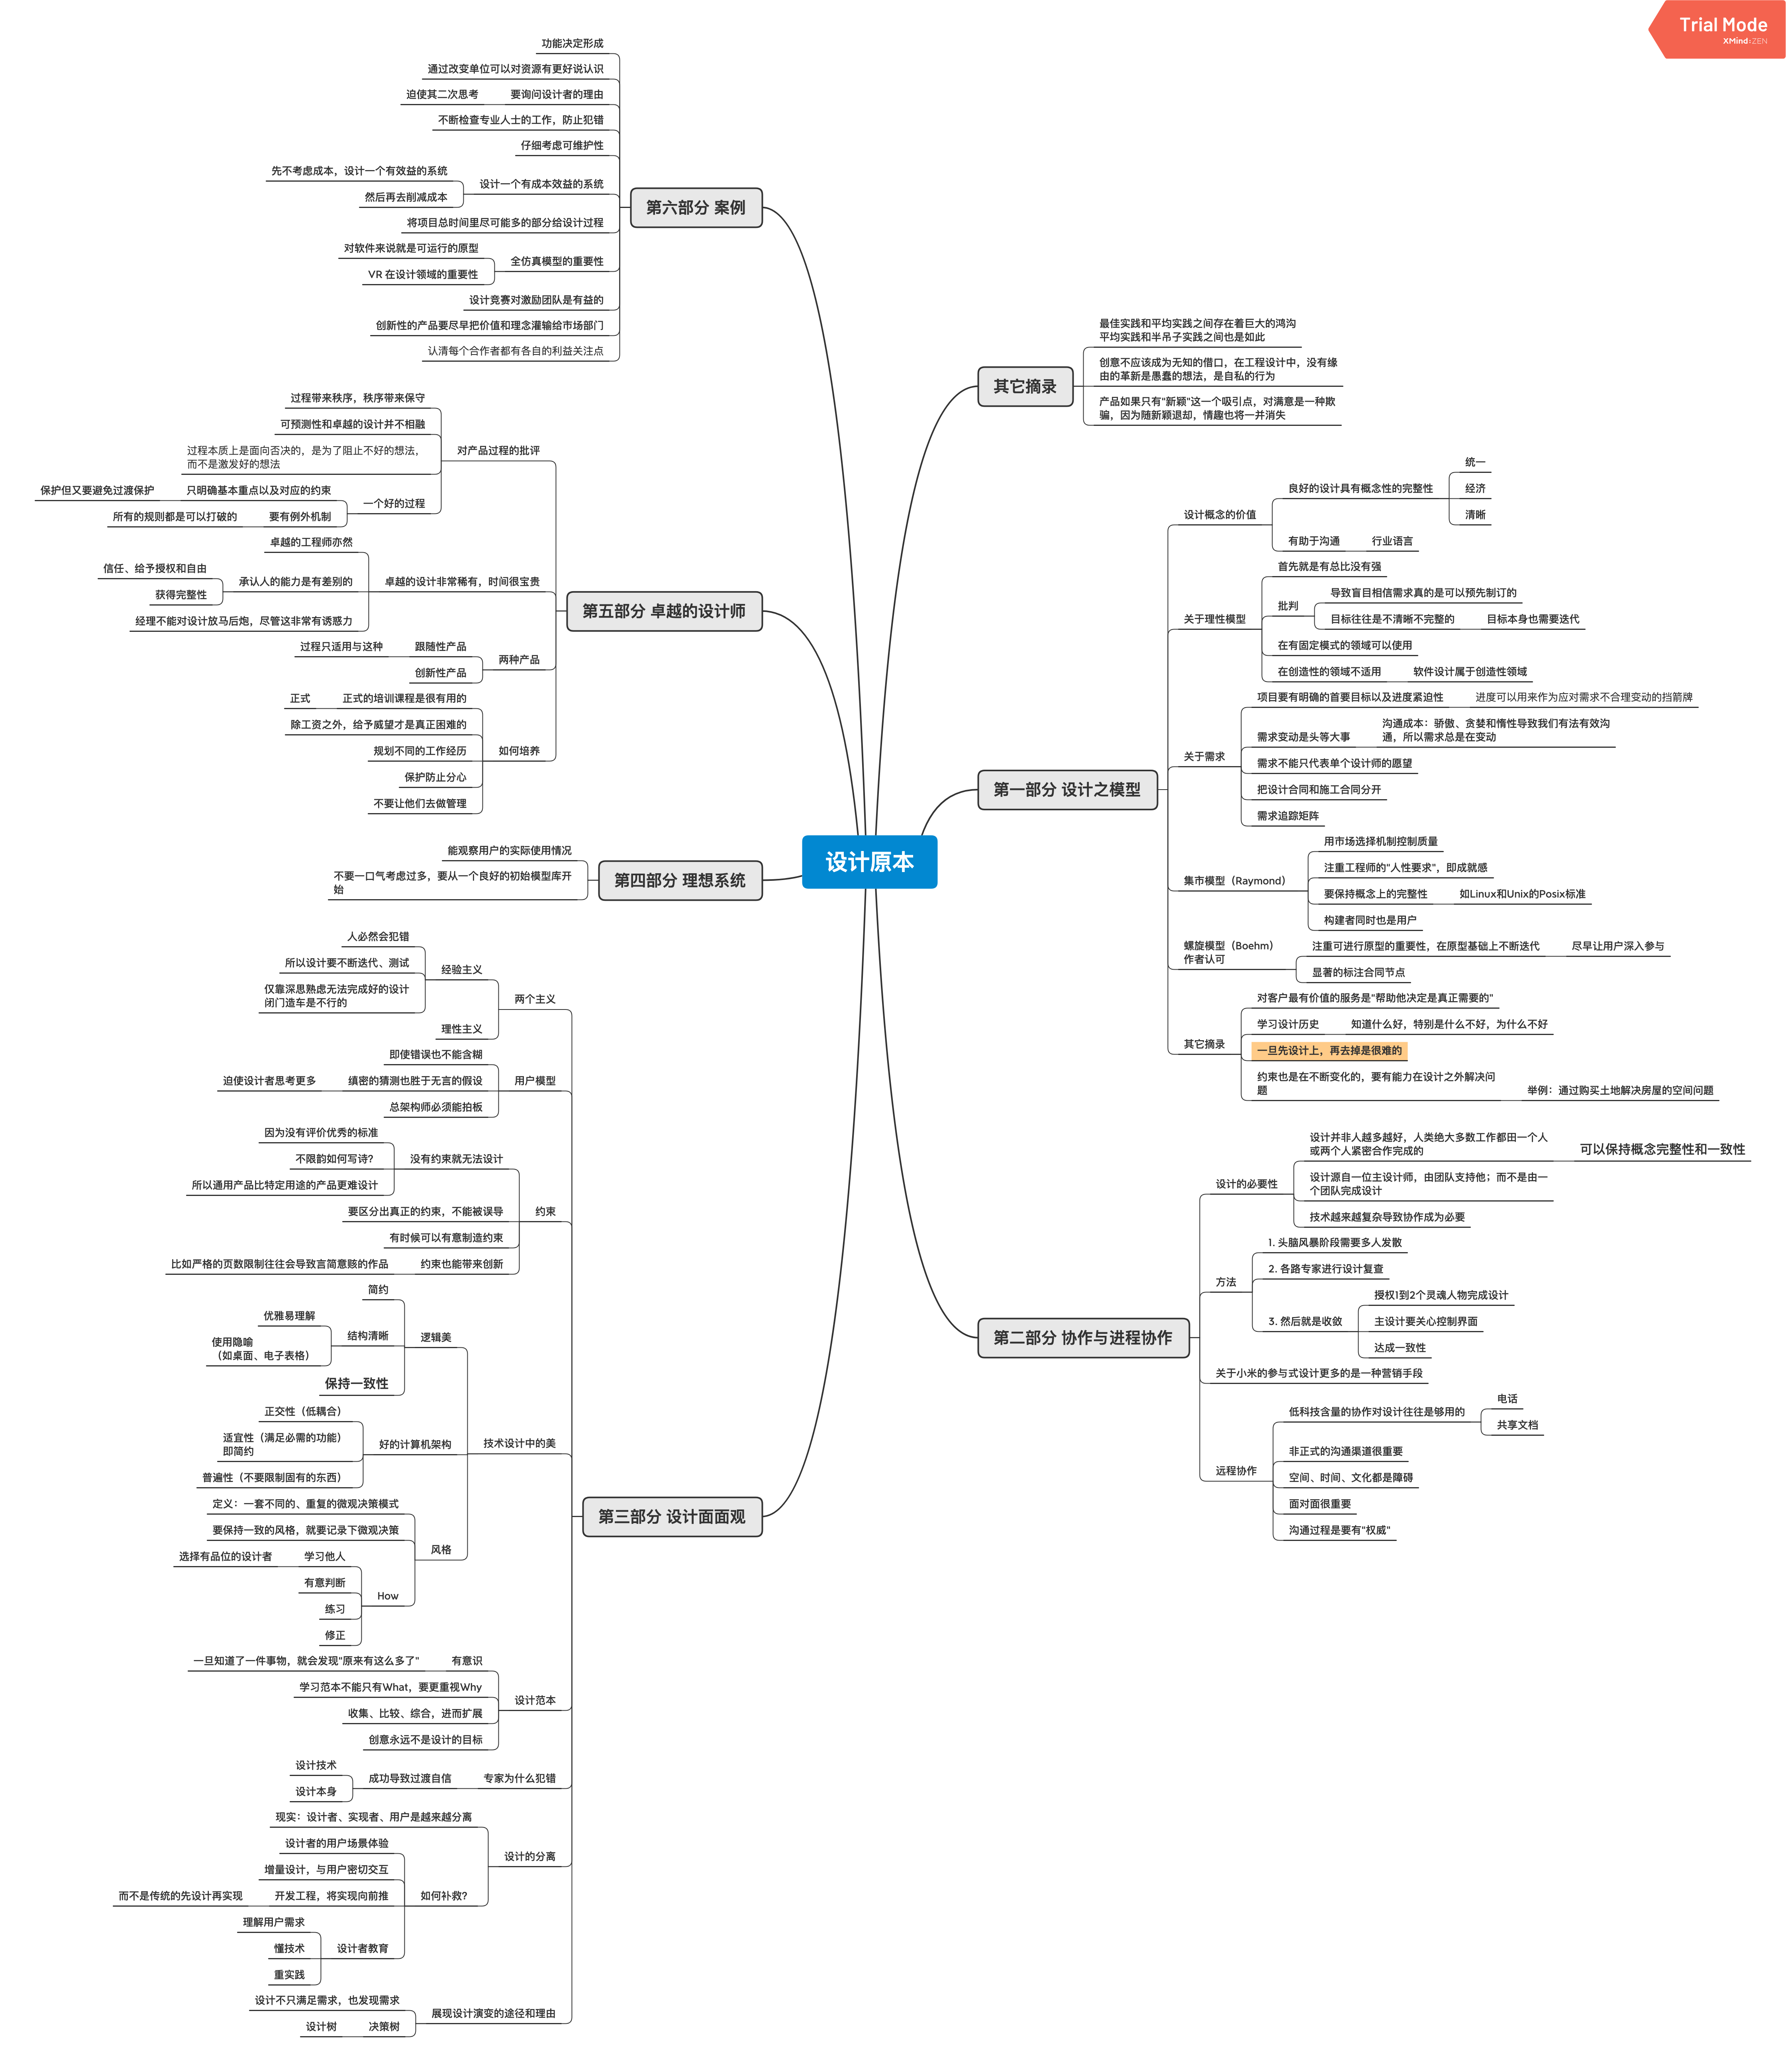 Trial Mode
XMind:ZEN
设计原本
其它摘录
最佳实践和平均实践之间存在着巨大的鸿沟
平均实践和半吊子实践之间也是如此
创意不应该成为无知的借口，在工程设计中，没有缘
由的革新是愚蠢的想法，是自私的行为
产品如果只有"新颖"这一个吸引点，对满意是一种欺
骗，因为随新颖退却，情趣也将一并消失
第一部分 设计之模型
设计概念的价值
良好的设计具有概念性的完整性
统一
经济
清晰
有助于沟通
行业语言
关于理性模型
首先就是有总比没有强
批判
导致盲目相信需求真的是可以预先制订的
目标往往是不清晰不完整的
目标本身也需要迭代
在有固定模式的领域可以使用
在创造性的领域不适用
软件设计属于创造性领域
关于需求
项目要有明确的首要目标以及进度紧迫性
进度可以用来作为应对需求不合理变动的挡箭牌
需求变动是头等大事
沟通成本：骄傲、贪婪和惰性导致我们有法有效沟
通，所以需求总是在变动
需求不能只代表单个设计师的愿望
把设计合同和施工合同分开
需求追踪矩阵
集市模型（Raymond）
用市场选择机制控制质量
注重工程师的"人性要求"，即成就感
要保持概念上的完整性
如Linux和Unix的Posix标准
构建者同时也是用户
螺旋模型（Boehm）
作者认可
注重可进行原型的重要性，在原型基础上不断迭代
尽早让用户深入参与
显著的标注合同节点
其它摘录
对客户最有价值的服务是"帮助他决定是真正需要的"
学习设计历史
知道什么好，特别是什么不好，为什么不好
一旦先设计上，再去掉是很难的
约束也是在不断变化的，要有能力在设计之外解决问
题
举例：通过购买土地解决房屋的空间问题
第二部分 协作与进程协作
设计的必要性
设计并非人越多越好，人类绝大多数工作都田一个人
或两个人紧密合作完成的
可以保持概念完整性和一致性
设计源自一位主设计师，由团队支持他；而不是由一
个团队完成设计
技术越来越复杂导致协作成为必要
方法
1. 头脑风暴阶段需要多人发散
2. 各路专家进行设计复查
3. 然后就是收敛
授权1到2个灵魂人物完成设计
主设计要关心控制界面
达成一致性
关于小米的参与式设计更多的是一种营销手段
远程协作
低科技含量的协作对设计往往是够用的
电话
共享文档
非正式的沟通渠道很重要
空间、时间、文化都是障碍
面对面很重要
沟通过程是要有"权威"
第三部分 设计面面观
两个主义
经验主义
人必然会犯错
所以设计要不断迭代、测试
仅靠深思熟虑无法完成好的设计
闭门造车是不行的
理性主义
用户模型
即使错误也不能含糊
缜密的猜测也胜于无言的假设
迫使设计者思考更多
总架构师必须能拍板
约束
没有约束就无法设计
因为没有评价优秀的标准
不限韵如何写诗？
所以通用产品比特定用途的产品更难设计
要区分出真正的约束，不能被误导
有时候可以有意制造约束
约束也能带来创新
比如严格的页数限制往往会导致言简意赅的作品
技术设计中的美
逻辑美
简约
结构清晰
优雅易理解
使用隐喻
（如桌面、电子表格）
保持一致性
好的计算机架构
正交性（低耦合）
适宜性（满足必需的功能）
即简约
普遍性（不要限制固有的东西）
风格
定义：一套不同的、重复的微观决策模式
要保持一致的风格，就要记录下微观决策
How
学习他人
选择有品位的设计者
有意判断
练习
修正
设计范本
有意识
一旦知道了一件事物，就会发现"原来有这么多了"
学习范本不能只有What，要更重视Why
收集、比较、综合，进而扩展
创意永远不是设计的目标
专家为什么犯错
成功导致过渡自信
设计技术
设计本身
设计的分离
现实：设计者、实现者、用户是越来越分离
如何补救？
设计者的用户场景体验
增量设计，与用户密切交互
开发工程，将实现向前推
而不是传统的先设计再实现
设计者教育
理解用户需求
懂技术
重实践
展现设计演变的途径和理由
设计不只满足需求，也发现需求
决策树
设计树
第四部分 理想系统
能观察用户的实际使用情况
不要一口气考虑过多，要从一个良好的初始模型库开
始
第五部分 卓越的设计师
对产品过程的批评
过程带来秩序，秩序带来保守
可预测性和卓越的设计并不相融
过程本质上是面向否决的，是为了阻止不好的想法，
而不是激发好的想法
一个好的过程
只明确基本重点以及对应的约束
保护但又要避免过渡保护
要有例外机制
所有的规则都是可以打破的
卓越的设计非常稀有，时间很宝贵
卓越的工程师亦然
承认人的能力是有差别的
信任、给予授权和自由
获得完整性
经理不能对设计放马后炮，尽管这非常有诱惑力
两种产品
跟随性产品
过程只适用与这种
创新性产品
如何培养
正式的培训课程是很有用的
正式
除工资之外，给予威望才是真正困难的
规划不同的工作经历
保护防止分心
不要让他们去做管理
第六部分 案例
功能决定形成
通过改变单位可以对资源有更好说认识
要询问设计者的理由
迫使其二次思考
不断检查专业人士的工作，防止犯错
仔细考虑可维护性
设计一个有成本效益的系统
先不考虑成本，设计一个有效益的系统
然后再去削减成本
将项目总时间里尽可能多的部分给设计过程
全仿真模型的重要性
对软件来说就是可运行的原型
VR 在设计领域的重要性
设计竞赛对激励团队是有益的
创新性的产品要尽早把价值和理念灌输给市场部门
认清每个合作者都有各自的利益关注点